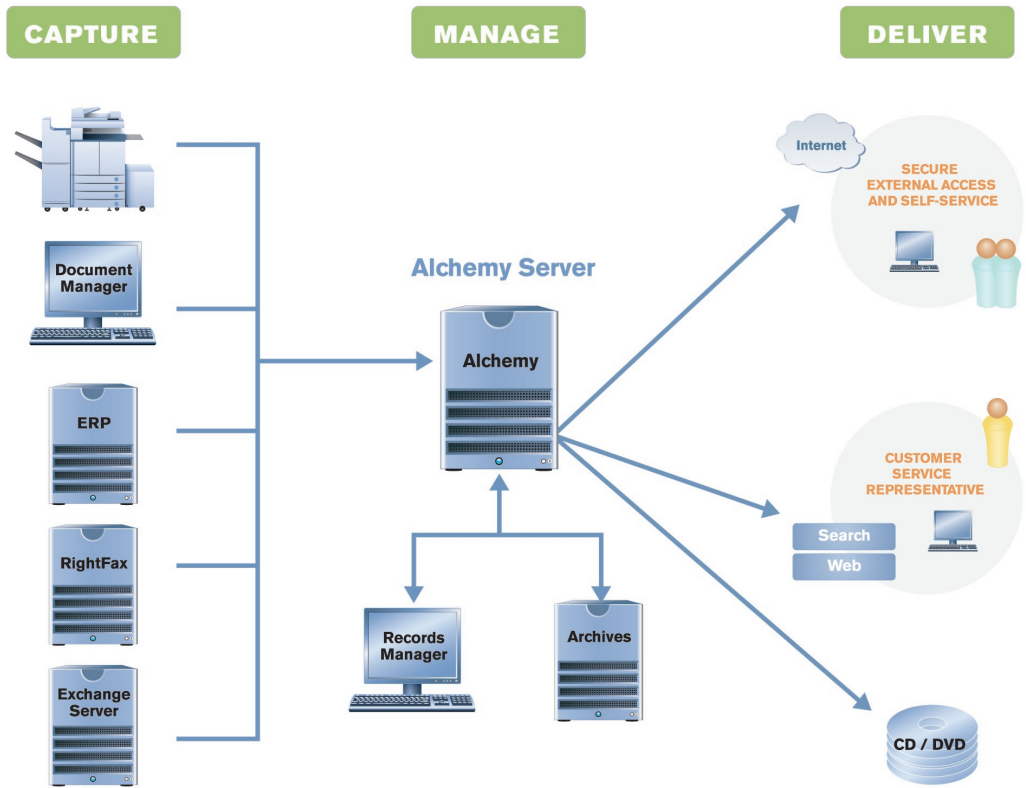 CAPTURE
MANAGE
DELIVER
Document
Manager
ERP
RightFax
Exchange
Server
Alchemy Server
Alchemy
Records
Manager
Archives
Internet
SECURE
EXTERNAL ACCESS
AND SELF-SERVICE
CUSTOMER
SERVICE
REPRESENTATIVE
Search
Web
CD / DVD